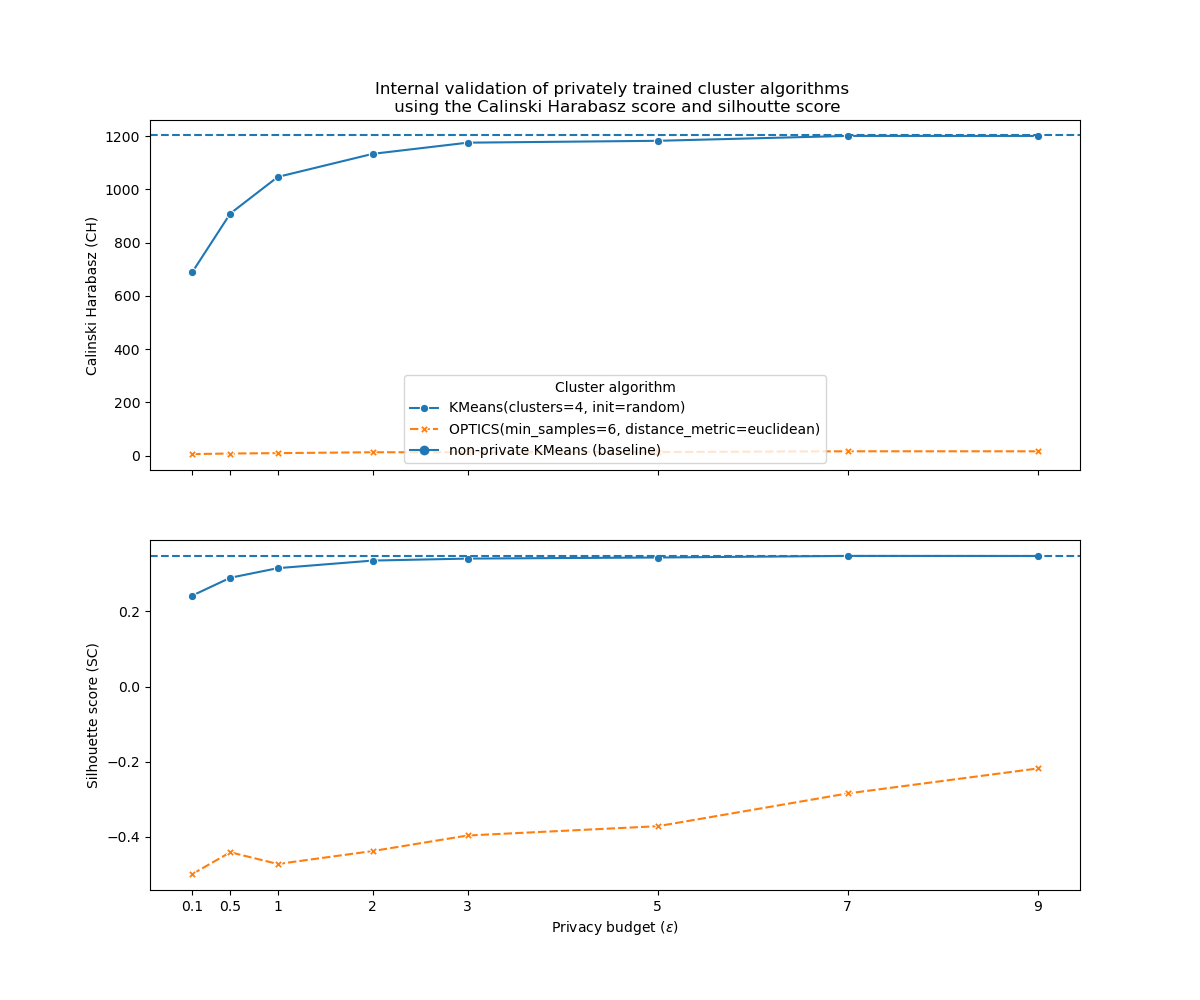 Internal validation of privately trained cluster algorithms
using the Calinski Harabasz score and silhoutte score
Calinski Harabasz (CH)
1200
1000
800
600
400
200
0
Cluster algorithm
KMeans(clusters=4, init=random)
OPTICS(min_samples=6, distance_metric=euclidean)
non-private KMeans (baseline)
Silhouette score (SC)
0.2
0.0
−0.2
−0.4
0.1 0.5 1 2 3 5 7 9
Privacy budget (ε)